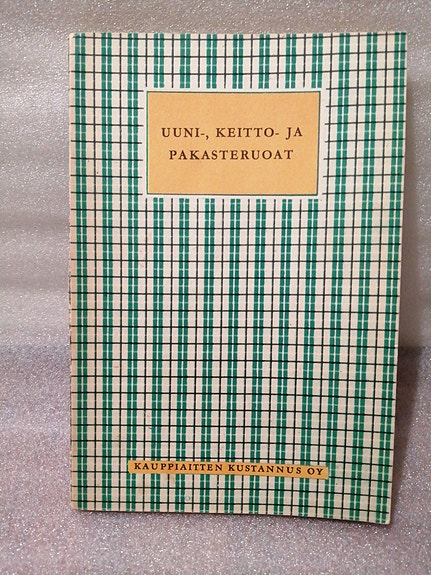 UUNI-, KEITTO- JA
PAKASTERUOAT
KAUPPIAITTEN KUSTANNUS OY